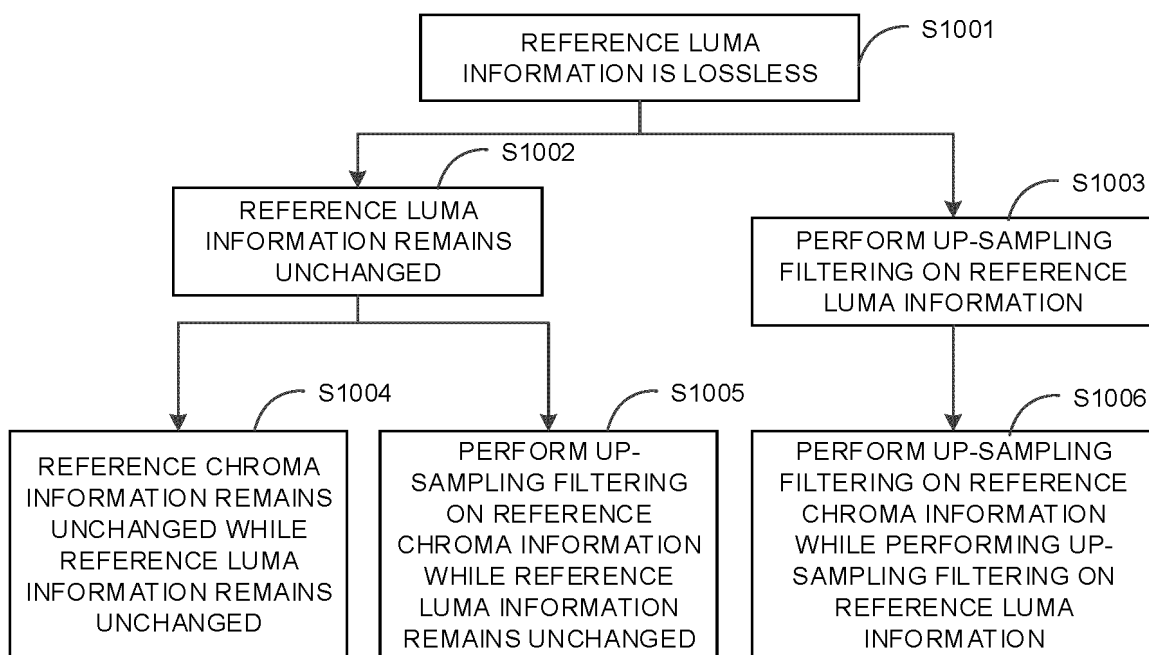 REFERENCE LUMA
INFORMATION IS LOSSLESS
S1001
S1002
REFERENCE LUMA
INFORMATION REMAINS
UNCHANGED
S1003
PERFORM UP-SAMPLING
FILTERING ON REFERENCE
LUMA INFORMATION
S1004
REFERENCE CHROMA
INFORMATION REMAINS
UNCHANGED WHILE
REFERENCE LUMA
INFORMATION REMAINS
UNCHANGED
S1005
PERFORM UP-
SAMPLING FILTERING
ON REFERENCE
CHROMA INFORMATION
WHILE REFERENCE
LUMA INFORMATION
REMAINS UNCHANGED
S1006
PERFORM UP-SAMPLING
FILTERING ON REFERENCE
CHROMA INFORMATION
WHILE PERFORMING UP-
SAMPLING FILTERING ON
REFERENCE LUMA
INFORMATION